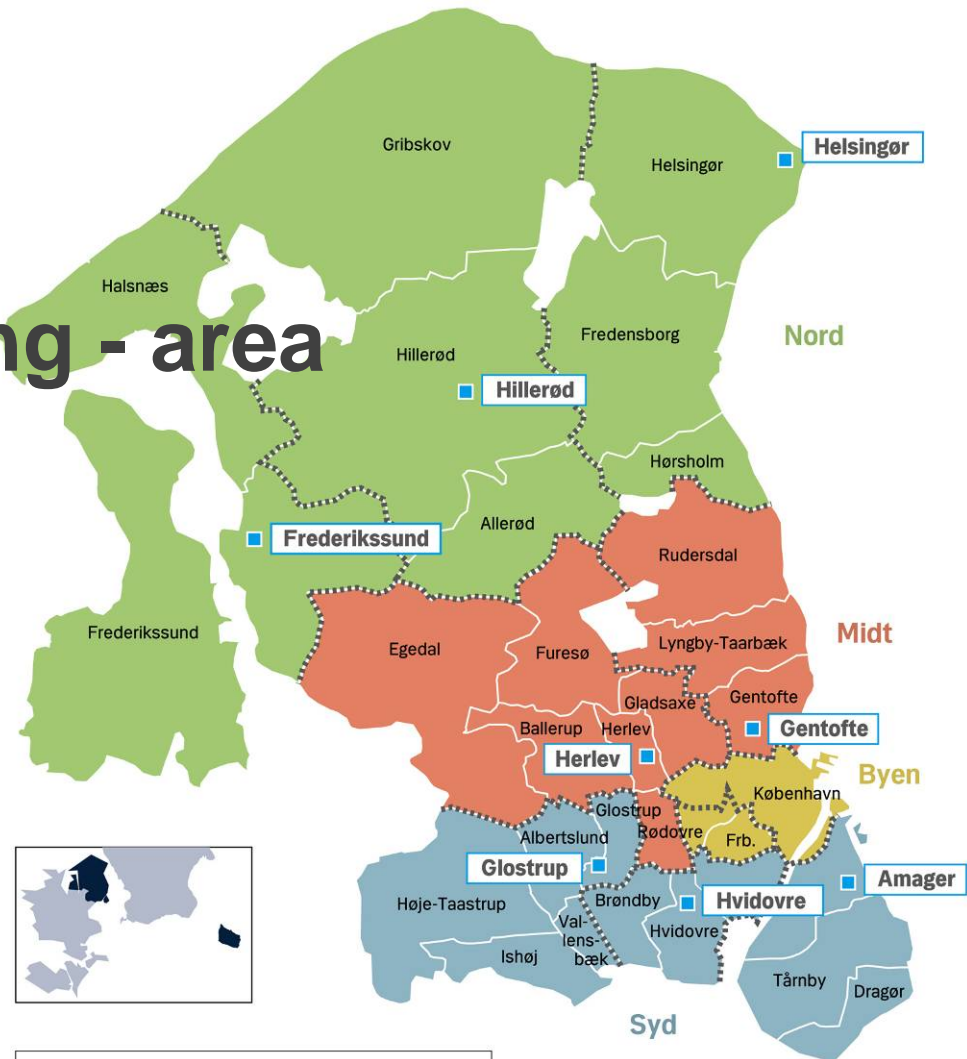 Gribskov
Helsingør
Helsingør
Halsnæs
ng - area
Hillerød
Fredensborg
Nord
Hillerød
Hørsholm
Allerød
Frederikssund
Rudersdal
Frederikssund
Egedal
Furesø
Lyngby-Taarbæk
Midt
Gladsaxe
Gentofte
Ballerup
Herlev
Gentofte
Herlev
Byen
København
Glostrup
Albertslund
Rødovre
Frb.
Glostrup
Amager
Høje-Taastrup
Brøndby
Hvidovre
Val-
lens-
bæk
Hvidovre
Ishøj
Tårnby
Dragør
Syd